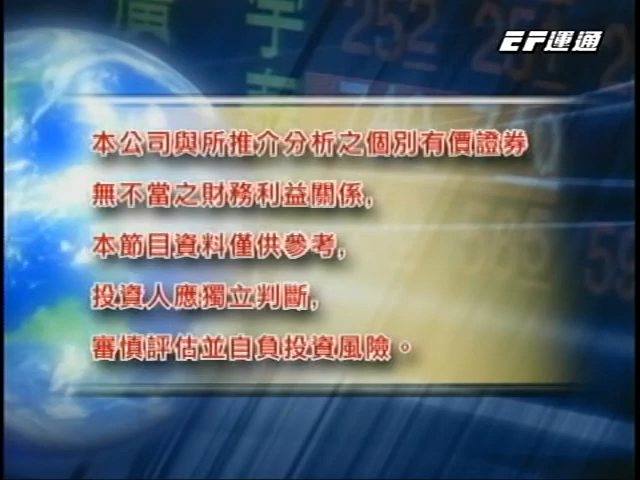 EF運通
本公司與所推介分析之個別有價證券
無不當之財務利益關係,
本節目資料僅供參考,
投資人應獨立判斷,
審慎評估並自負投資風險。
252